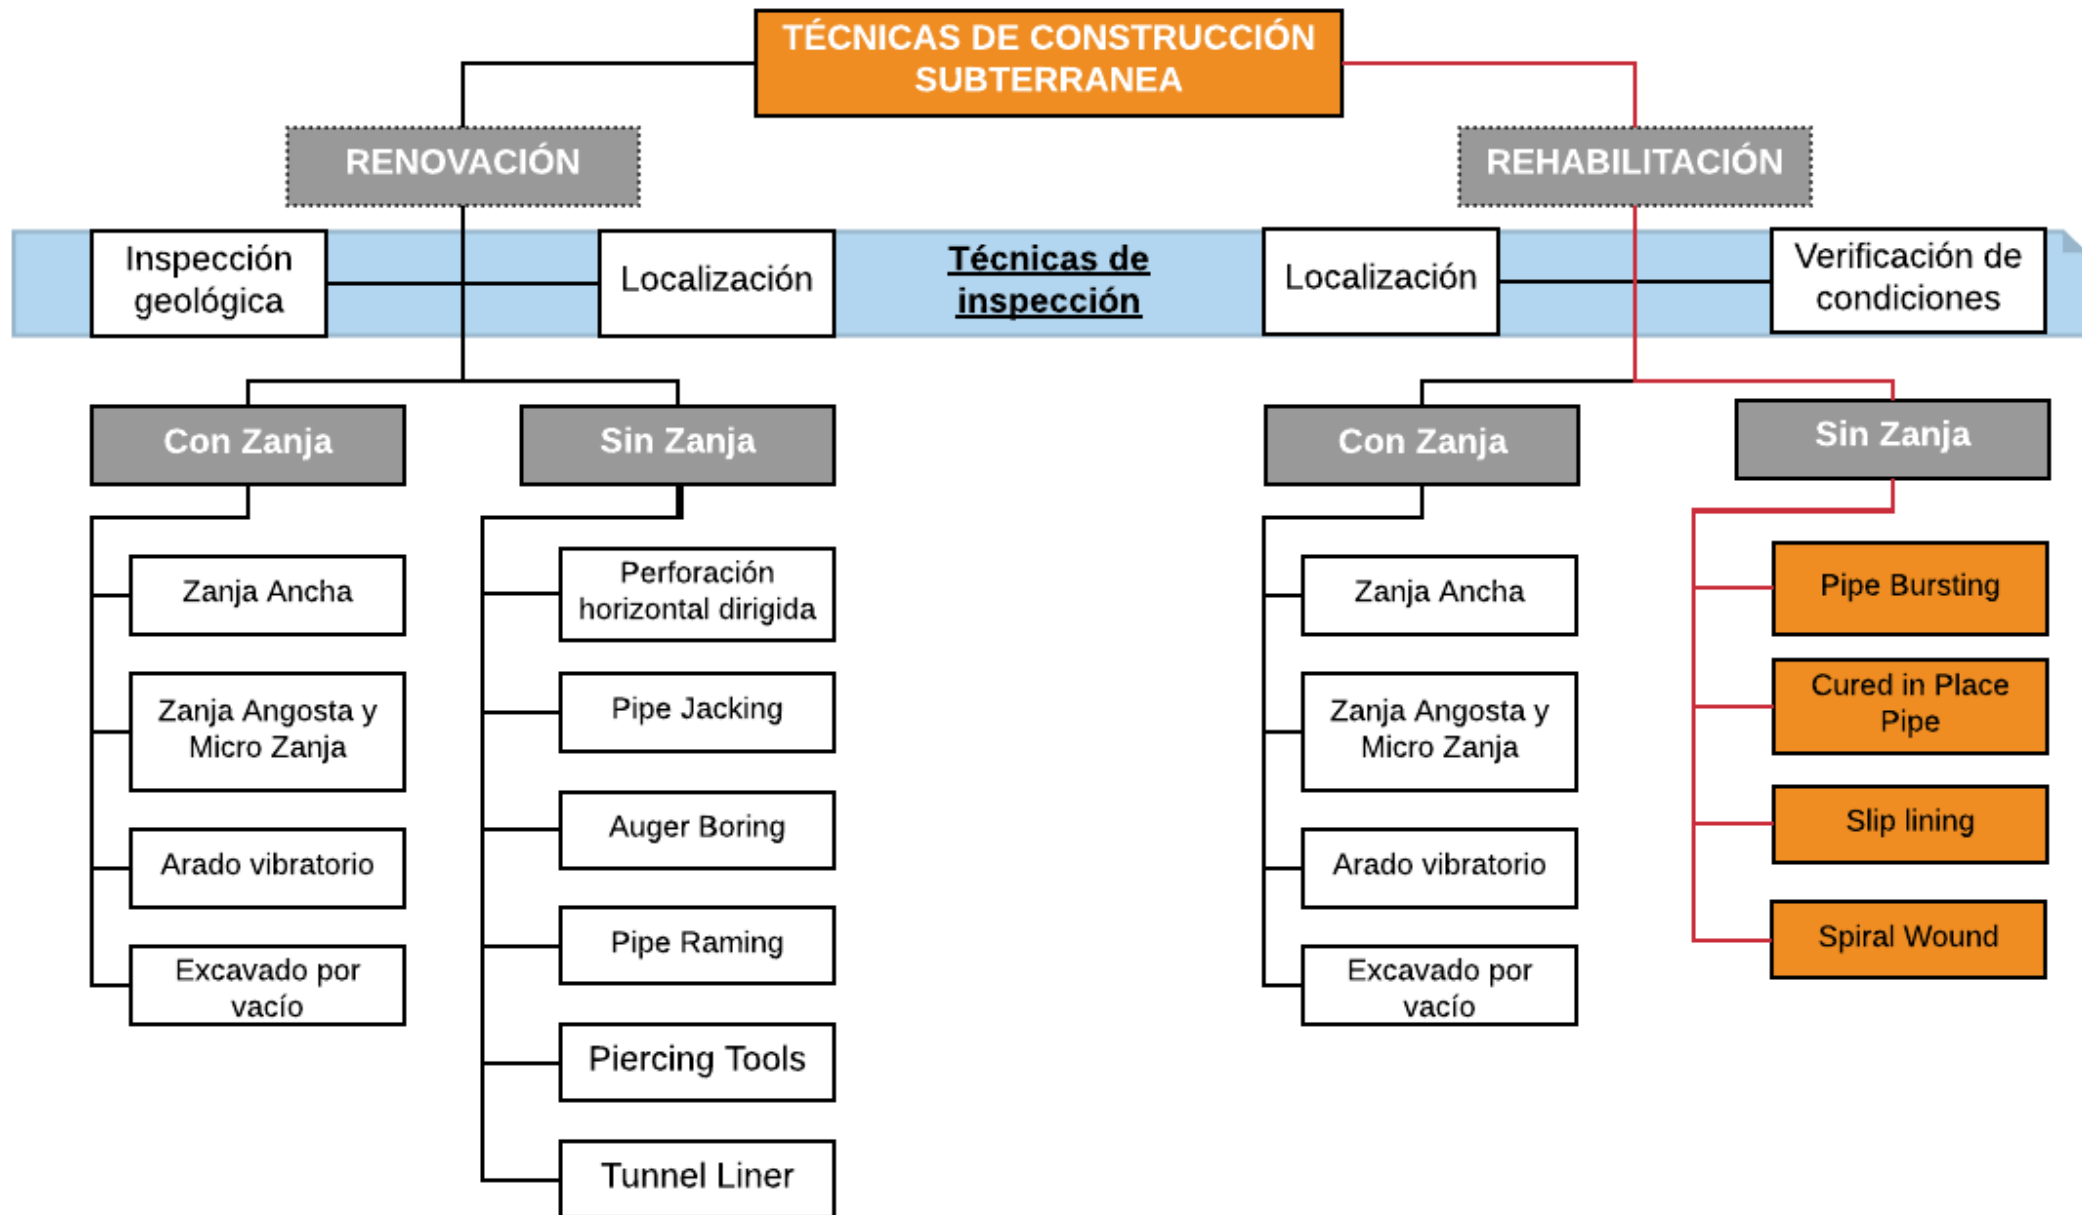 TÉCNICAS DE CONSTRUCCIÓN
SUBTERRANEA
RENOVACIÓN
REHABILITACIÓN
Inspección
geológica
Localización
Técnicas de
inspección
Localización
Verificación de
condiciones
Con Zanja
Sin Zanja
Con Zanja
Sin Zanja
Zanja Ancha
Zanja Angosta y
Micro Zanja
Arado vibratorio
Excavado por
vacío
Perforación
horizontal dirigida
Pipe Jacking
Auger Boring
Pipe Raming
Piercing Tools
Tunnel Liner
Zanja Ancha
Zanja Angosta y
Micro Zanja
Arado vibratorio
Excavado por
vacío
Pipe Bursting
Cured in Place
Pipe
Slip lining
Spiral Wound